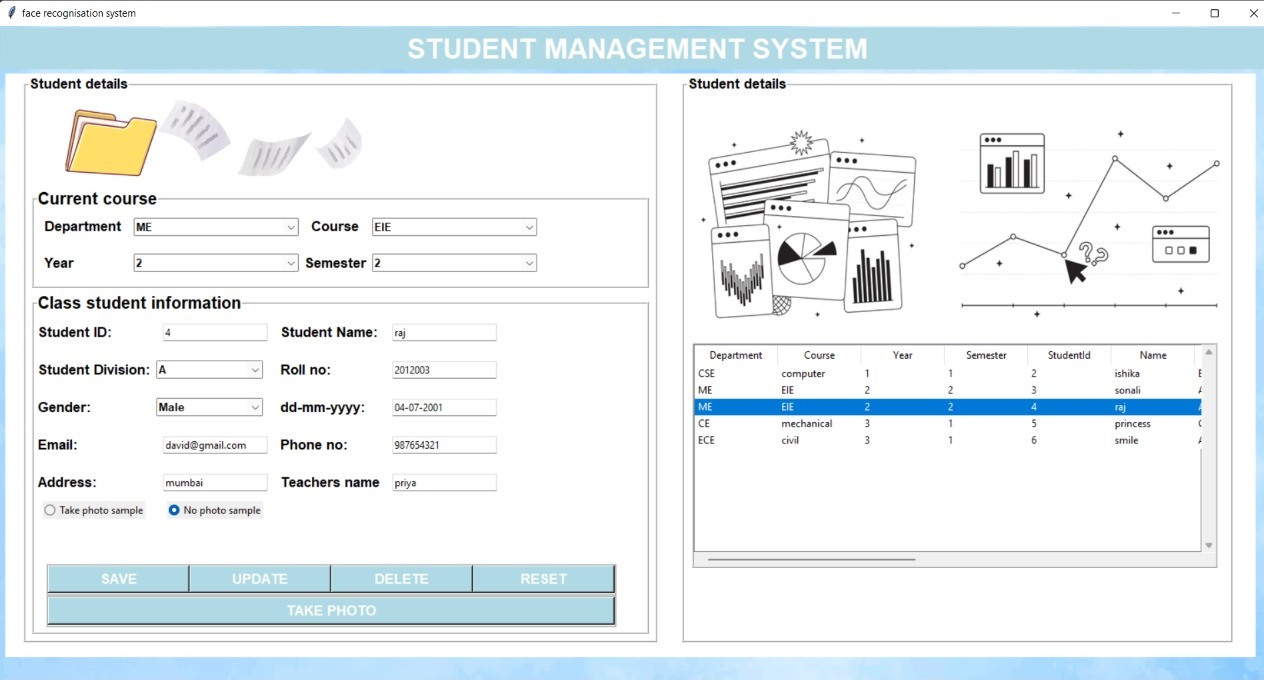 face recognisation system
STUDENT MANAGEMENT SYSTEM
Student details
Current course
Department ME Course EIE
Year 2 Semester 2
Class student information
Student ID: 4 Student Name: raj
Student Division: A Roll no: 2012003
Gender: Male dd-mm-yyyy: 04-07-2001
Email: david@gmail.com Phone no: 987654321
Address: mumbai Teachers name priya
Take photo sample No photo sample
SAVE UPDATE DELETE RESET
TAKE PHOTO
Student details
??
Department Course Year Semester StudentId Name
CSE computer 1 1 2 ishika
ME EIE 2 2 3 sonali
ME EIE 2 2 4 raj
CE mechanical 3 1 5 princess
ECE civil 3 1 6 smile